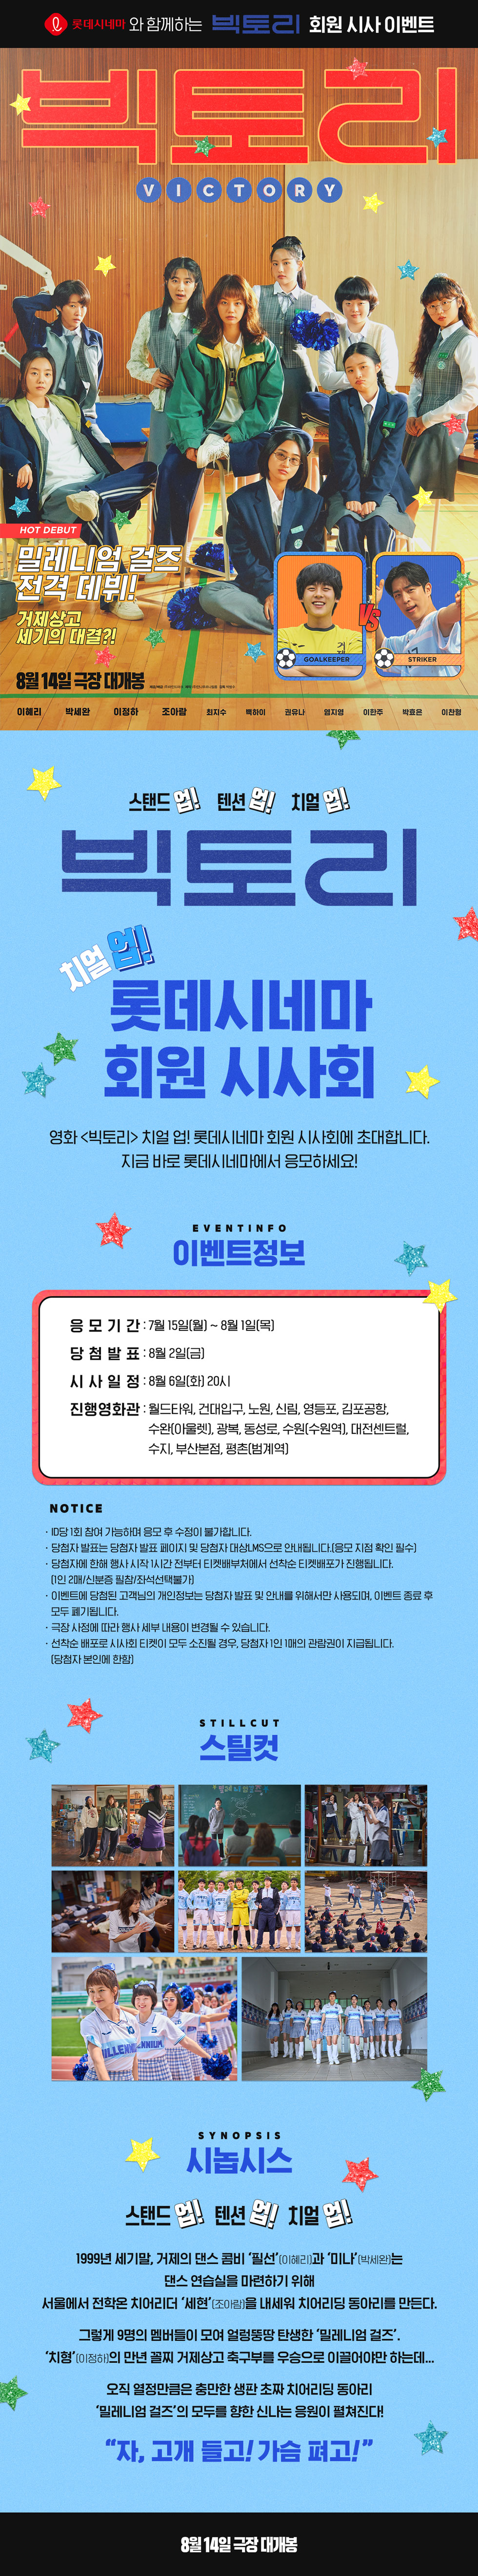 롯데시네마 와 함께하는 빅토리 회원 시사 이벤트
빅토리
VICTORY
HOT DEBUT
밀레니엄 걸즈
전격 데뷔!
거제상고
세기의 대결?!
거제
VS
GOALKEEPER
STRIKER
8월 14일 극장 대개봉
이혜리 박세완 이정하 조아람 최지수 백하이 권유나 염지영 이한주 박효은 이찬형
스탠드 업! 텐션 업! 치얼 업!
빅토리
치얼 업!
롯데시네마
회원 시사회
영화 <빅토리> 치얼 업! 롯데시네마 회원 시사회에 초대합니다.
지금 바로 롯데시네마에서 응모하세요!
EVENTINFO
이벤트정보
응모기간 : 7월 15일(월) ~ 8월 1일(목)
당첨발표 : 8월 2일(금)
시사일정 : 8월 6일(화) 20시
진행영화관 : 월드타워, 건대입구, 노원, 신림, 영등포, 김포공항,
수완(아울렛), 광복, 동성로, 수원(수원역), 대전센트럴,
수지, 부산본점, 평촌(범계역)
NOTICE
· ID당 1회 참여 가능하며 응모 후 수정이 불가합니다.
· 당첨자 발표는 당첨자 발표 페이지 및 당첨자 대상LMS으로 안내됩니다.(응모 지점 확인 필수)
· 당첨자에 한해 행사 시작 1시간 전부터 티켓배부처에서 선착순 티켓배포가 진행됩니다.
(1인 2매/신분증 필참/좌석선택불가)
· 이벤트에 당첨된 고객님의 개인정보는 당첨자 발표 및 안내를 위해서만 사용되며, 이벤트 종료 후
모두 폐기됩니다.
· 극장 사정에 따라 행사 세부 내용이 변경될 수 있습니다.
· 선착순 배포로 시사회 티켓이 모두 소진될 경우, 당첨자 1인 1매의 관람권이 지급됩니다.
(당첨자 본인에 한함)
STILLCUT
스틸컷
MILLENNIUM
SYNOPSIS
시놉시스
스탠드 업! 텐션 업! 치얼 업!
1999년 세기말, 거제의 댄스 콤비 ‘필선’(이혜리)과 ‘미나’(박세완)는
댄스 연습실을 마련하기 위해
서울에서 전학온 치어리더 ‘세현’(조아람)을 내세워 치어리딩 동아리를 만든다.
그렇게 9명의 멤버들이 모여 얼렁뚱땅 탄생한 ‘밀레니엄 걸즈’.
‘치형’(이정하)의 만년 꼴찌 거제상고 축구부를 우승으로 이끌어야만 하는데...
오직 열정만큼은 충만한 생판 초짜 치어리딩 동아리
‘밀레니엄 걸즈’의 모두를 향한 신나는 응원이 펼쳐진다!
“자, 고개 들고! 가슴 펴고!”
8월 14일 극장 대개봉